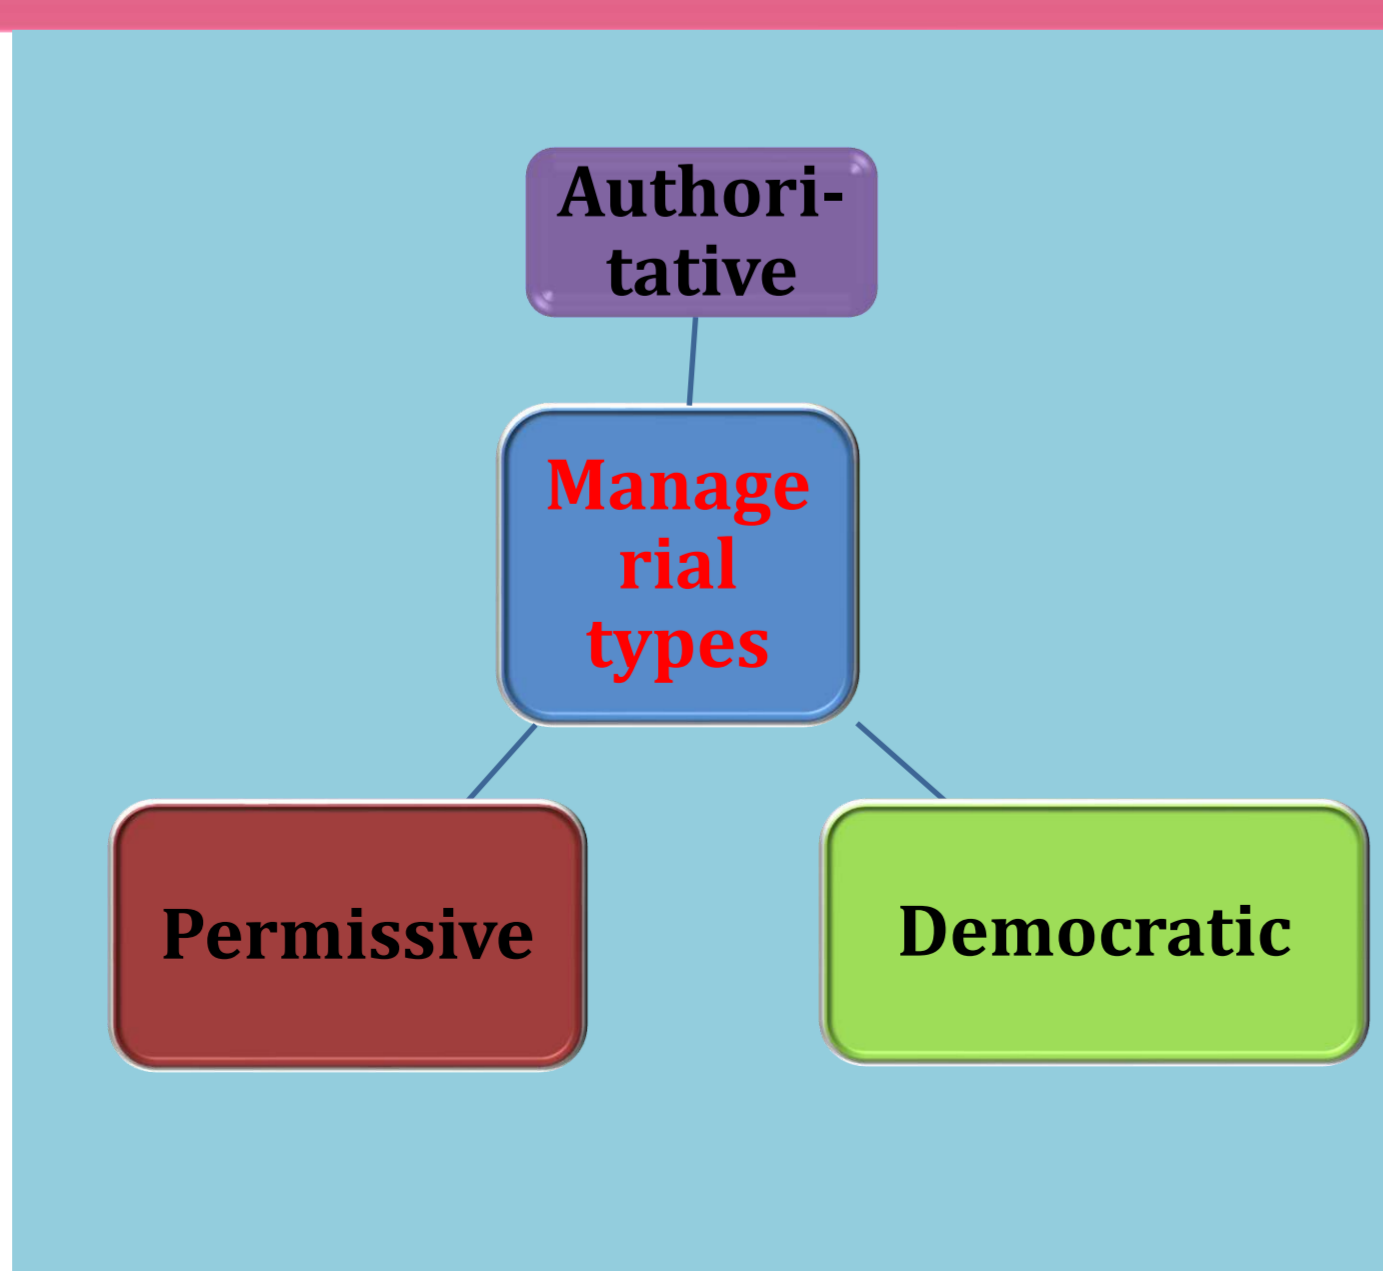 Authori-
tative
Manage
rial
types
Permissive
Democratic